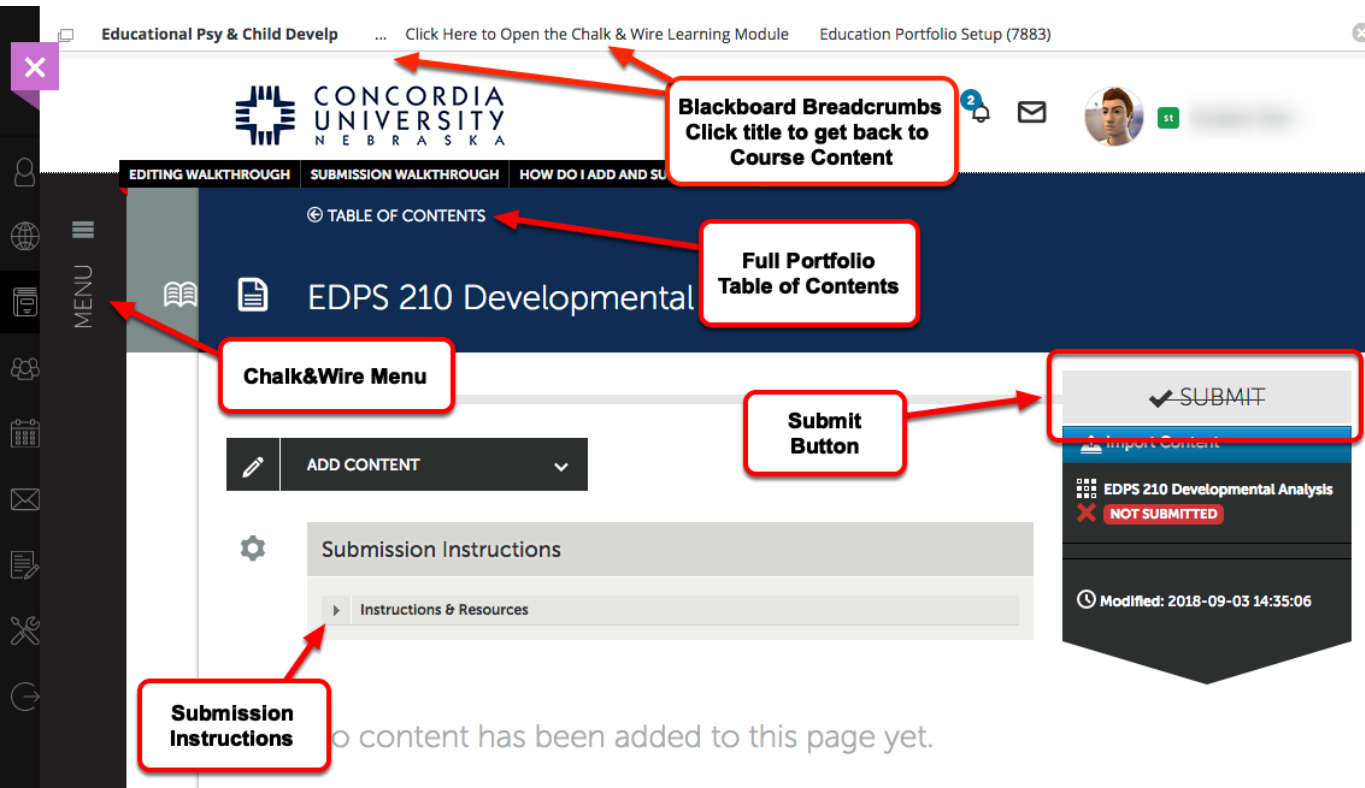 Educational Psy & Child Develp ... Click Here to Open the Chalk & Wire Learning Module Education Portfolio Setup (7883)
CONCORDIA
UNIVERSITY
NEBRASKA
Blackboard Breadcrumbs
Click title to get back to
Course Content
2
st
EDITING WALKTHROUGH SUBMISSION WALKTHROUGH HOW DO I ADD AND SU
TABLE OF CONTENTS
Full Portfolio
Table of Contents
MENU
EDPS 210 Developmental
Chalk&Wire Menu
Submit
Button
SUBMIT
Import Content
ADD CONTENT
EDPS 210 Developmental Analysis
NOT SUBMITTED
Submission Instructions
Instructions & Resources
Modified: 2018-09-03 14:35:06
Submission
Instructions
o content has been added to this page yet.